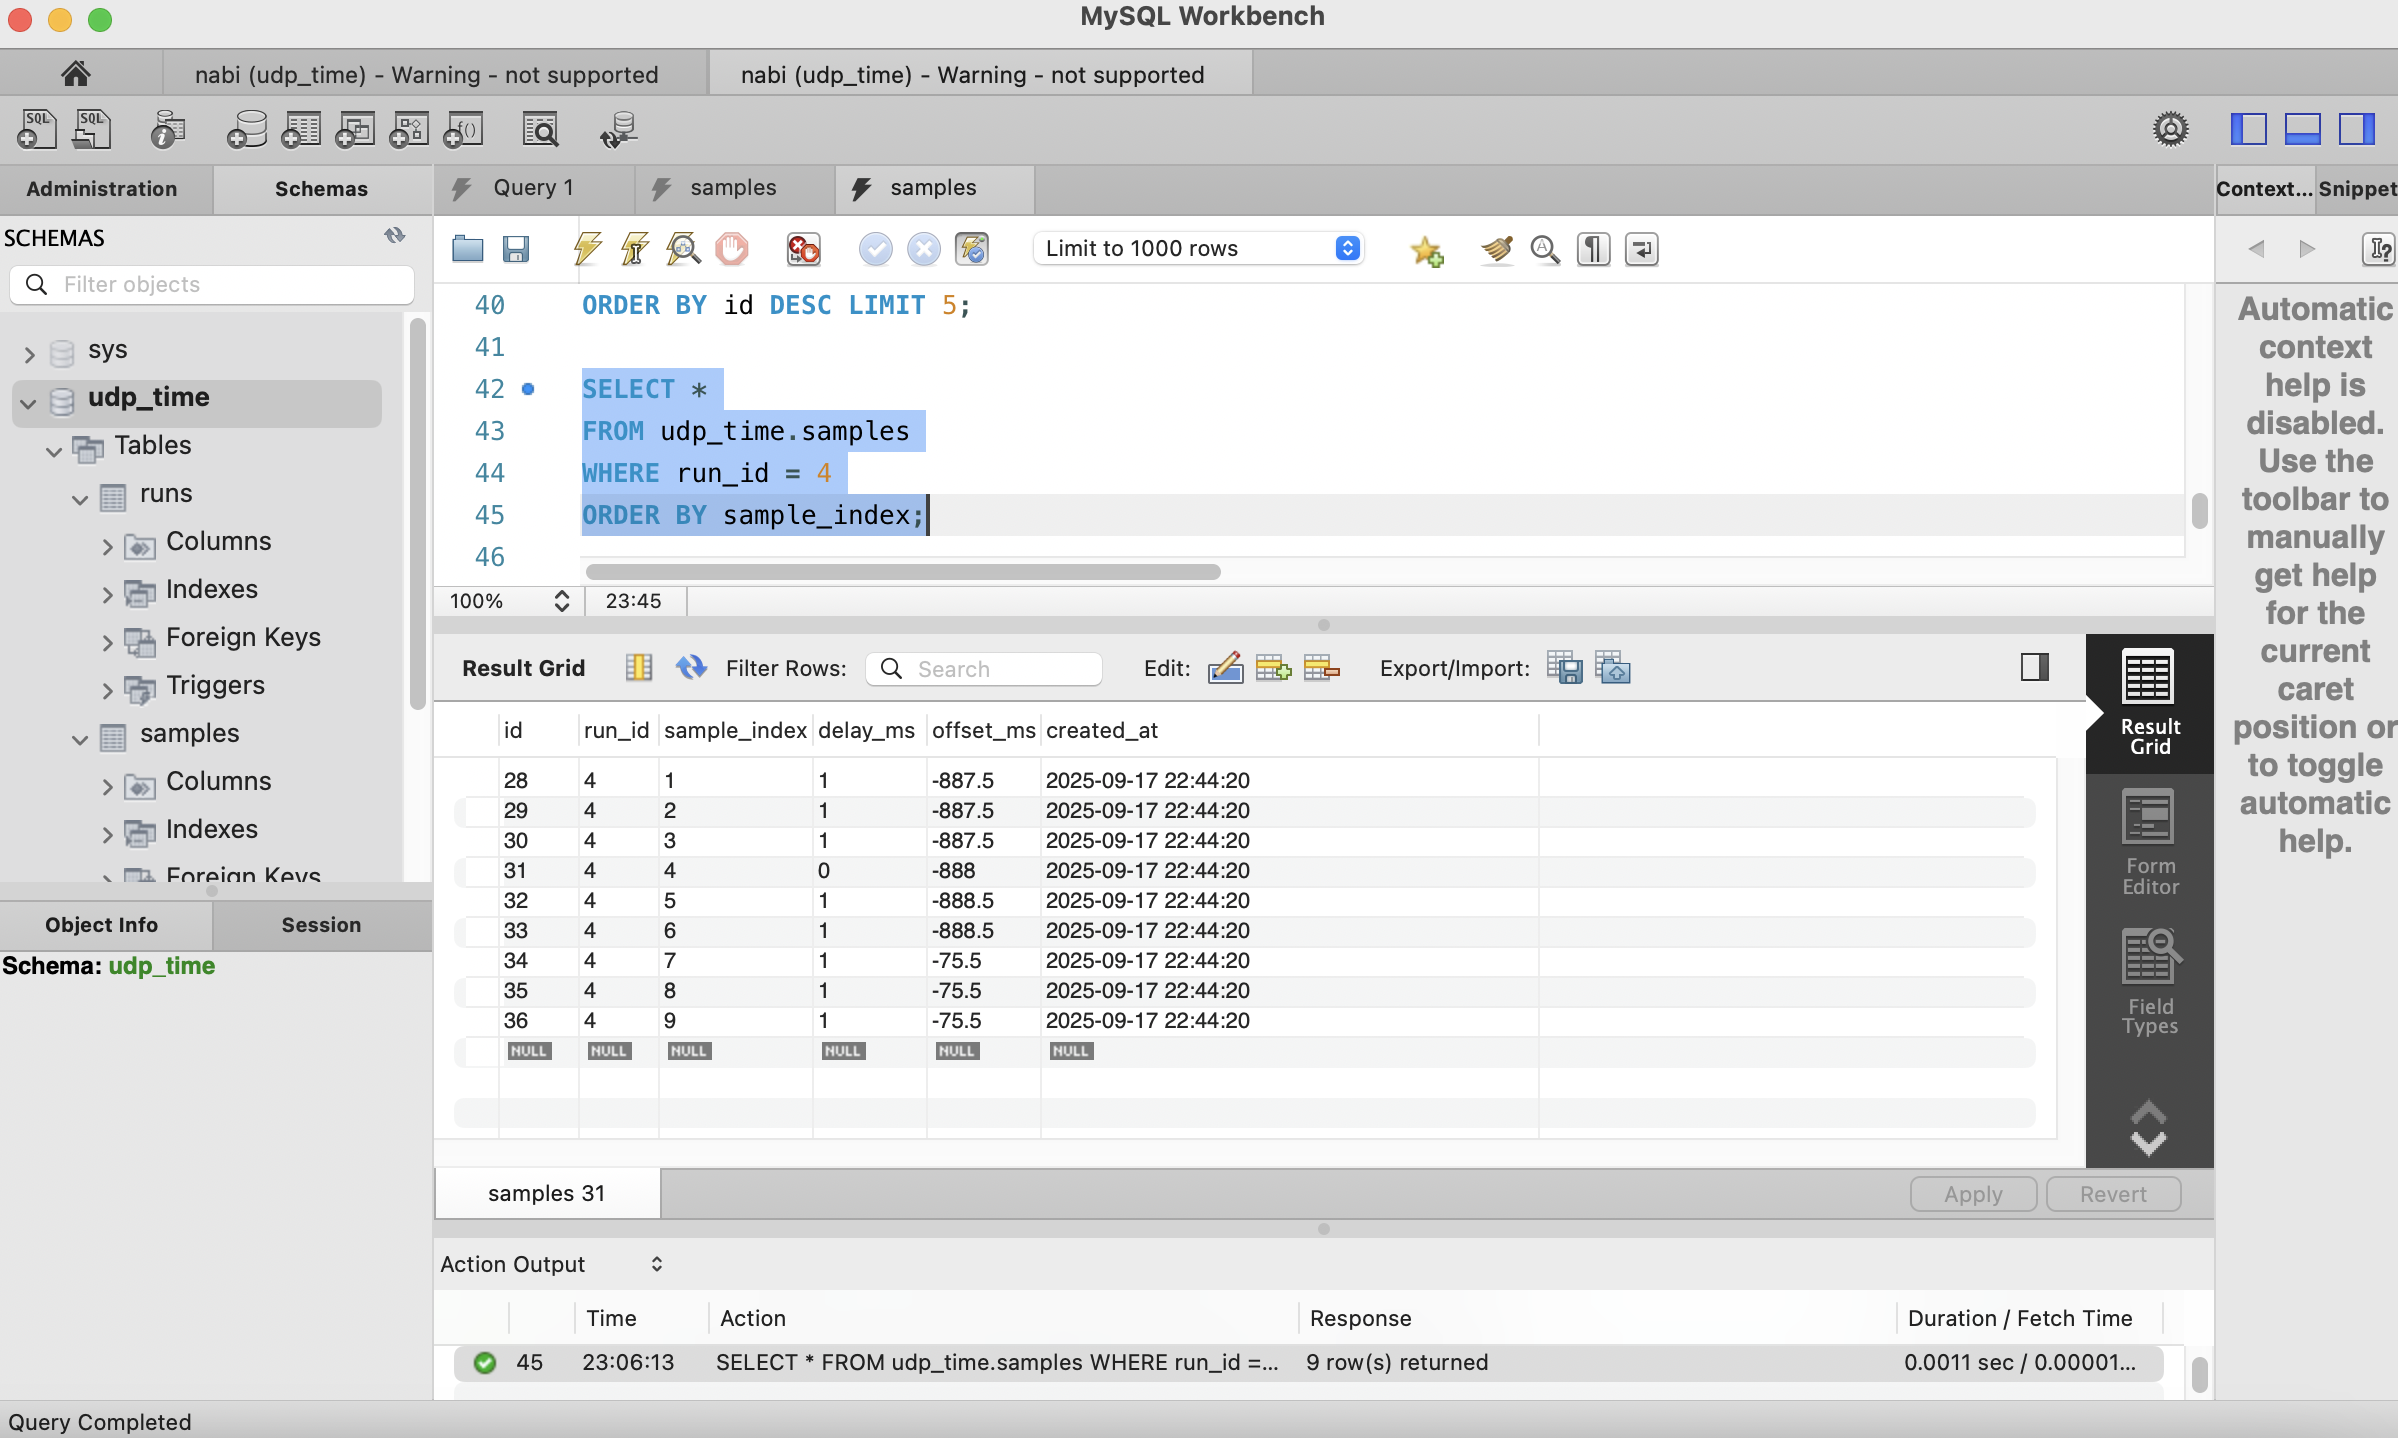 MySQL Workbench
nabi (udp_time) - Warning - not supported
nabi (udp_time) - Warning - not supported
Administration
Schemas
SCHEMAS
Filter objects
sys
udp_time
Tables
runs
Columns
Indexes
Foreign Keys
Triggers
samples
Columns
Indexes
Foreign Keys
Object Info
Session
Schema: udp_time
Query 1
samples
samples
Limit to 1000 rows
40 ORDER BY id DESC LIMIT 5;
41
42 SELECT *
43 FROM udp_time.samples
44 WHERE run_id = 4
45 ORDER BY sample_index;
46
100%
23:45
Result Grid
Filter Rows:
Search
Edit:
Export/Import:
id run_id sample_index delay_ms offset_ms created_at
28 4 1 1 -887.5 2025-09-17 22:44:20
29 4 2 1 -887.5 2025-09-17 22:44:20
30 4 3 1 -887.5 2025-09-17 22:44:20
31 4 4 0 -888 2025-09-17 22:44:20
32 4 5 1 -888.5 2025-09-17 22:44:20
33 4 6 1 -888.5 2025-09-17 22:44:20
34 4 7 1 -75.5 2025-09-17 22:44:20
35 4 8 1 -75.5 2025-09-17 22:44:20
36 4 9 1 -75.5 2025-09-17 22:44:20
NULL NULL NULL NULL NULL NULL
Result
Grid
Form
Editor
Field
Types
samples 31
Apply
Revert
Action Output
Time Action Response Duration / Fetch Time
45 23:06:13 SELECT * FROM udp_time.samples WHERE run_id =... 9 row(s) returned 0.0011 sec / 0.00001...
Context...
Snippet
Automatic
context
help is
disabled.
Use the
toolbar to
manually
get help
for the
current
caret
position or
to toggle
automatic
help.
Query Completed